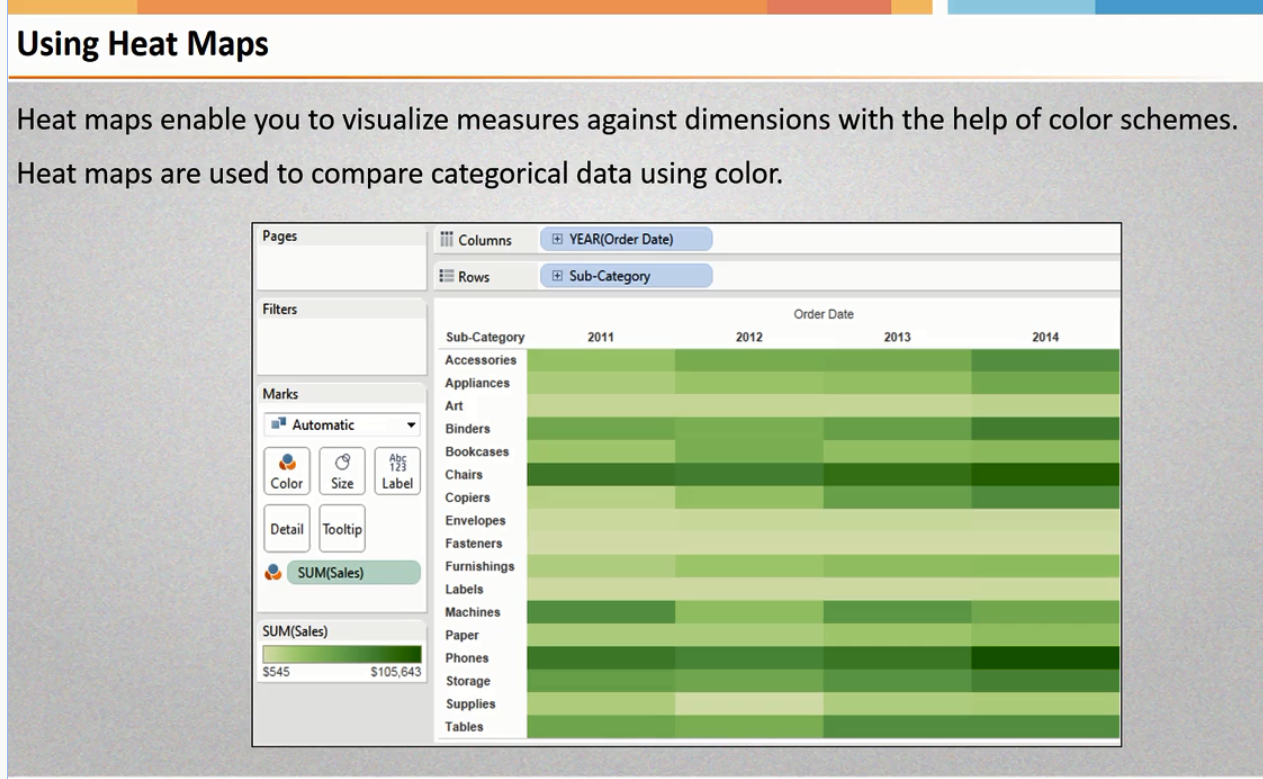 Using Heat Maps
Heat maps enable you to visualize measures against dimensions with the help of color schemes.
Heat maps are used to compare categorical data using color.
Pages
Columns
YEAR(Order Date)
Rows
Sub-Category
Filters
Marks
Automatic
Color
Size
Abc
123
Label
Detail
Tooltip
SUM(Sales)
SUM(Sales)
$545 $105,643
Order Date
Sub-Category 2011 2012 2013 2014
Accessories
Appliances
Art
Binders
Bookcases
Chairs
Copiers
Envelopes
Fasteners
Furnishings
Labels
Machines
Paper
Phones
Storage
Supplies
Tables